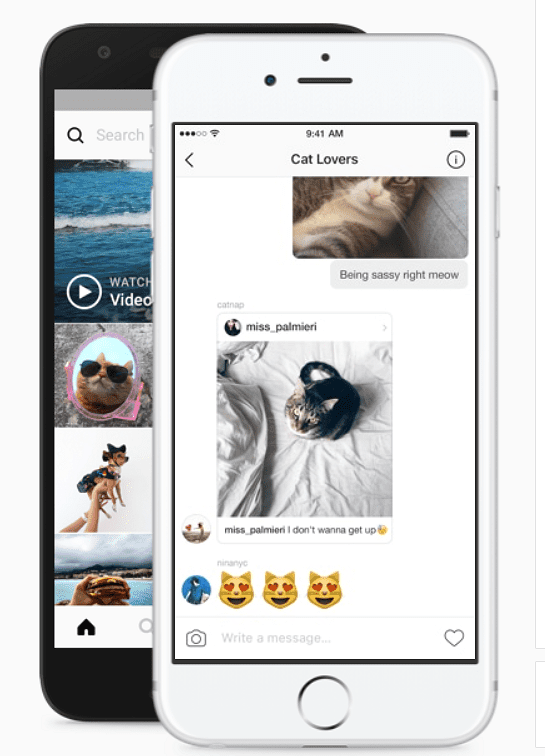 Search
WATCH
Video
9:41 AM
Cat Lovers
Being sassy right meow
catnap
miss_palmieri
miss_palmieri I don't wanna get up
ninanyc
Write a message...